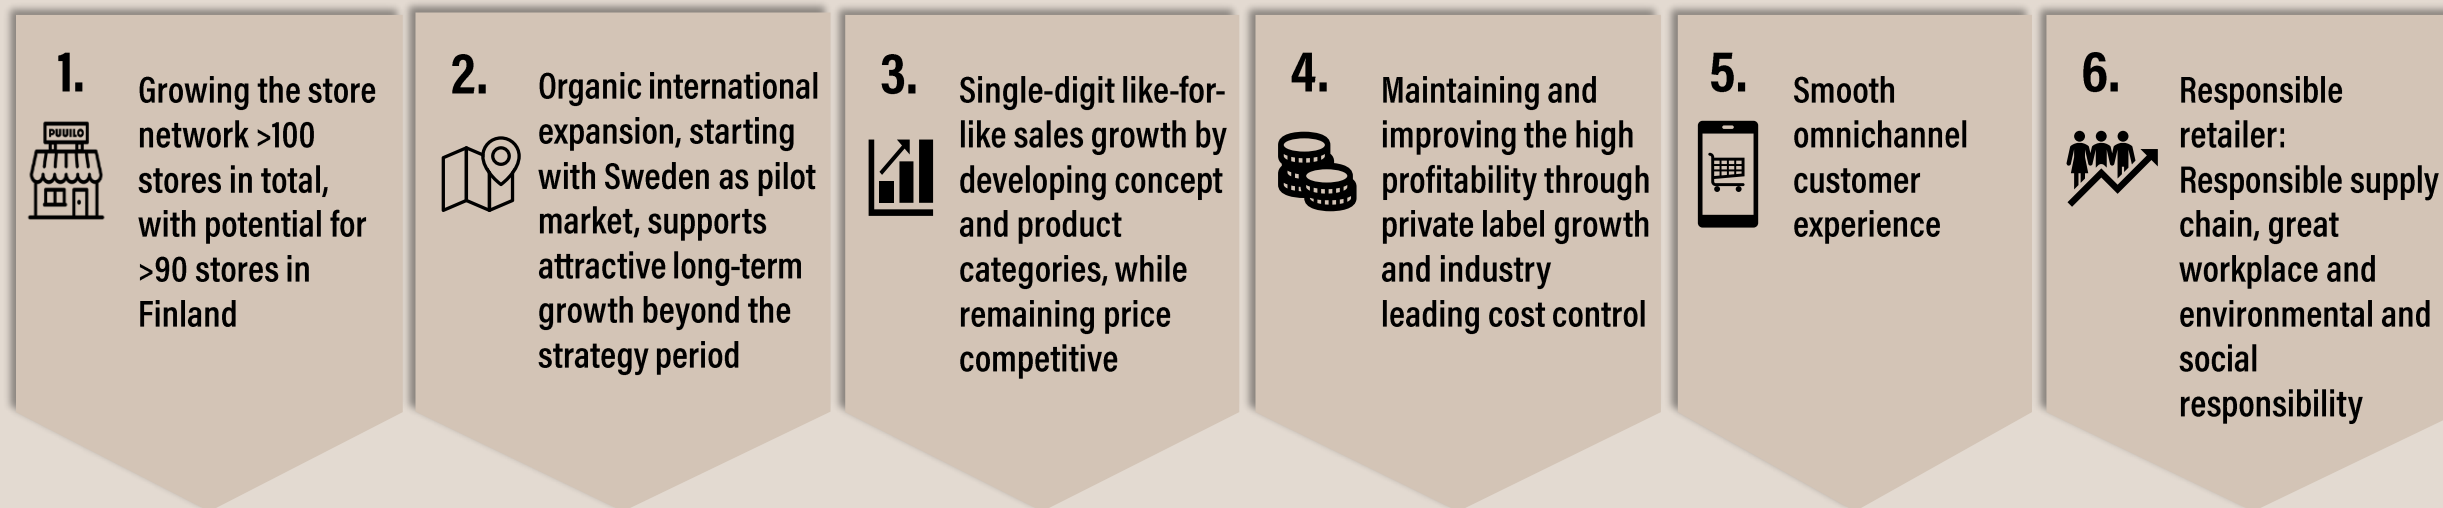 1.
PUUILO
Growing the store
network >100
stores in total,
with potential for
>90 stores in
Finland
2.
Organic international
expansion, starting
with Sweden as pilot
market, supports
attractive long-term
growth beyond the
strategy period
3.
Single-digit like-for-
like sales growth by
developing concept
and product
categories, while
remaining price
competitive
4.
Maintaining and
improving the high
profitability through
private label growth
and industry
leading cost control
5.
Smooth
omnichannel
customer
experience
6.
Responsible
retailer:
Responsible supply
chain, great
workplace and
environmental and
social
responsibility